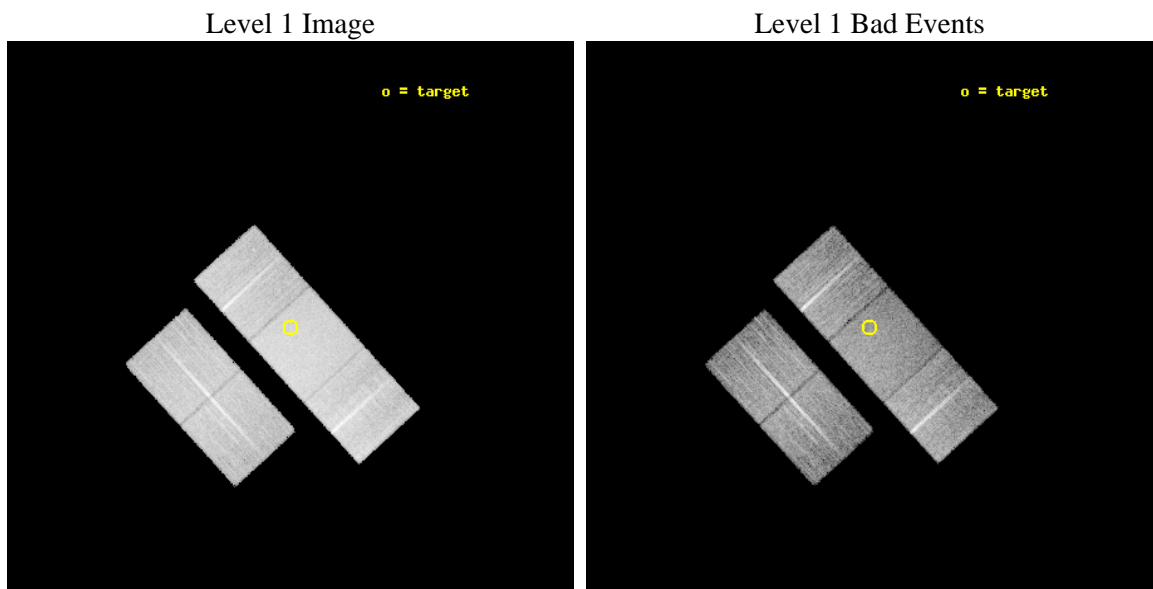 Level 1 Image
Level 1 Bad Events
o = target
o = target